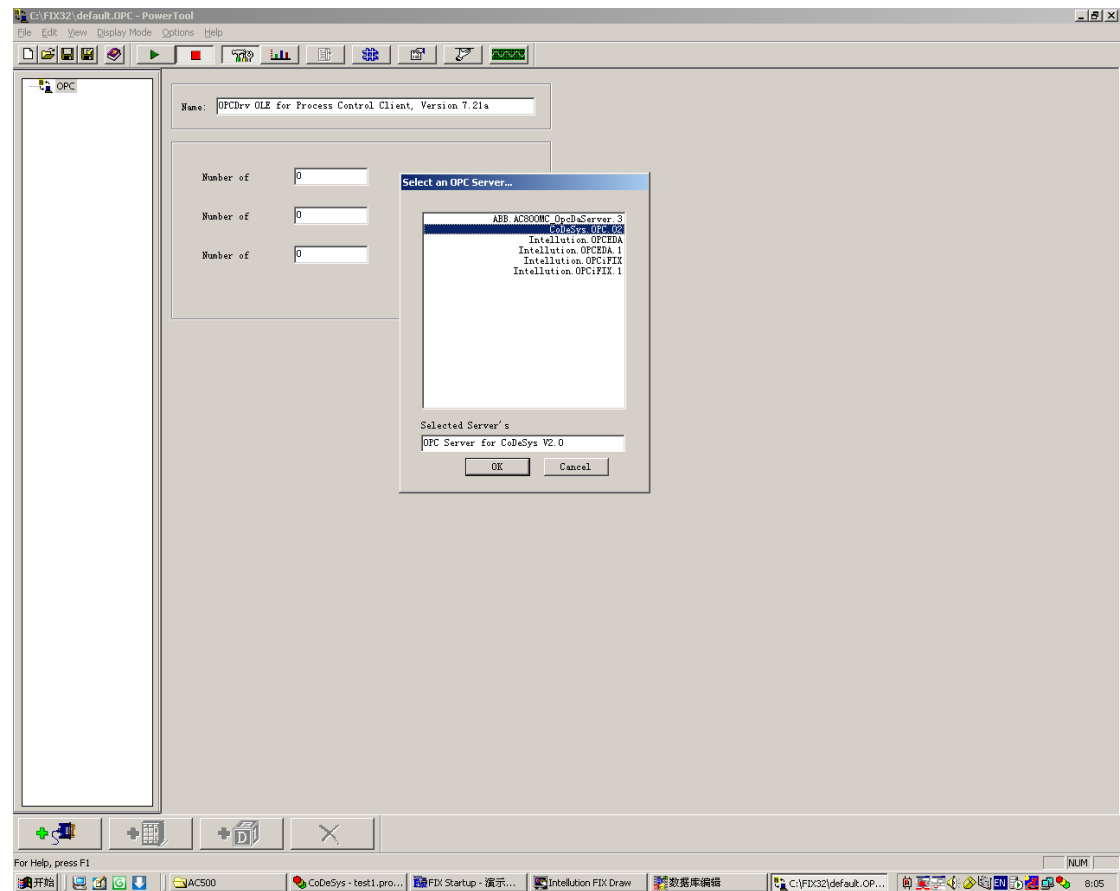 C:\FIX32\default.OPC - PowerTool
File Edit View Display Mode Options Help
OPC
Name: OPCDrv OLE for Process Control Client, Version 7.21a
Number of 0
Number of 0
Number of 0
Select an OPC Server...
ABB.AC800MC_OpcDaServer.3
CoDeSys.OPC.02
Intellution.OPCEDA
Intellution.OPCEDA.1
Intellution.OPCiFIX
Intellution.OPCiFIX.1
Selected Server's
OPC Server for CoDeSys V2.0
OK Cancel
D
For Help, press F1
NUM
开始 AC500 CoDeSys - test1.pro... FIX Startup - 演示... Intellution FIX Draw 数据库编辑 C:\FIX32\default.OP... EN 8:05